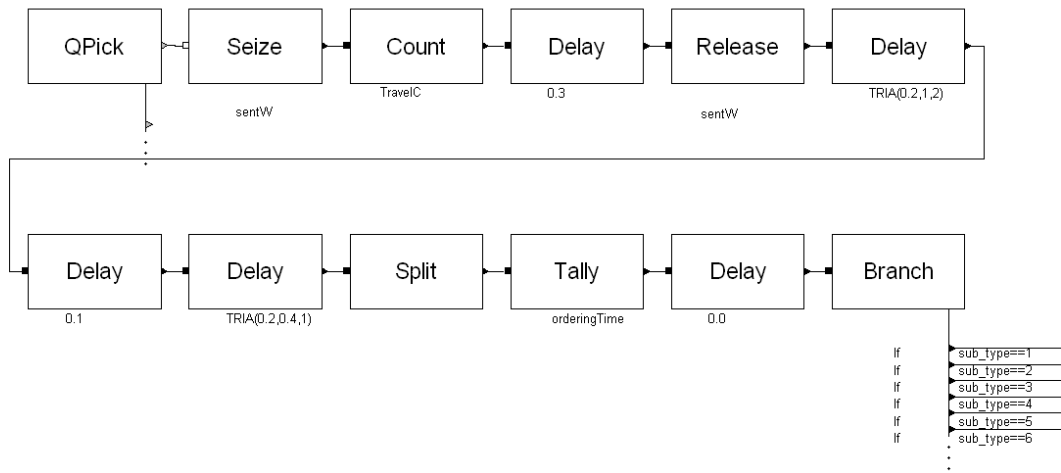 QPick Seize Count Delay Release Delay
sentW TravelC 0.3 sentW TRIA(0.2,1,2)
Delay Delay Split Tally Delay Branch
0.1 TRIA(0.2,0.4,1) orderingTime 0.0
If sub_type==1
If sub_type==2
If sub_type==3
If sub_type==4
If sub_type==5
If sub_type==6